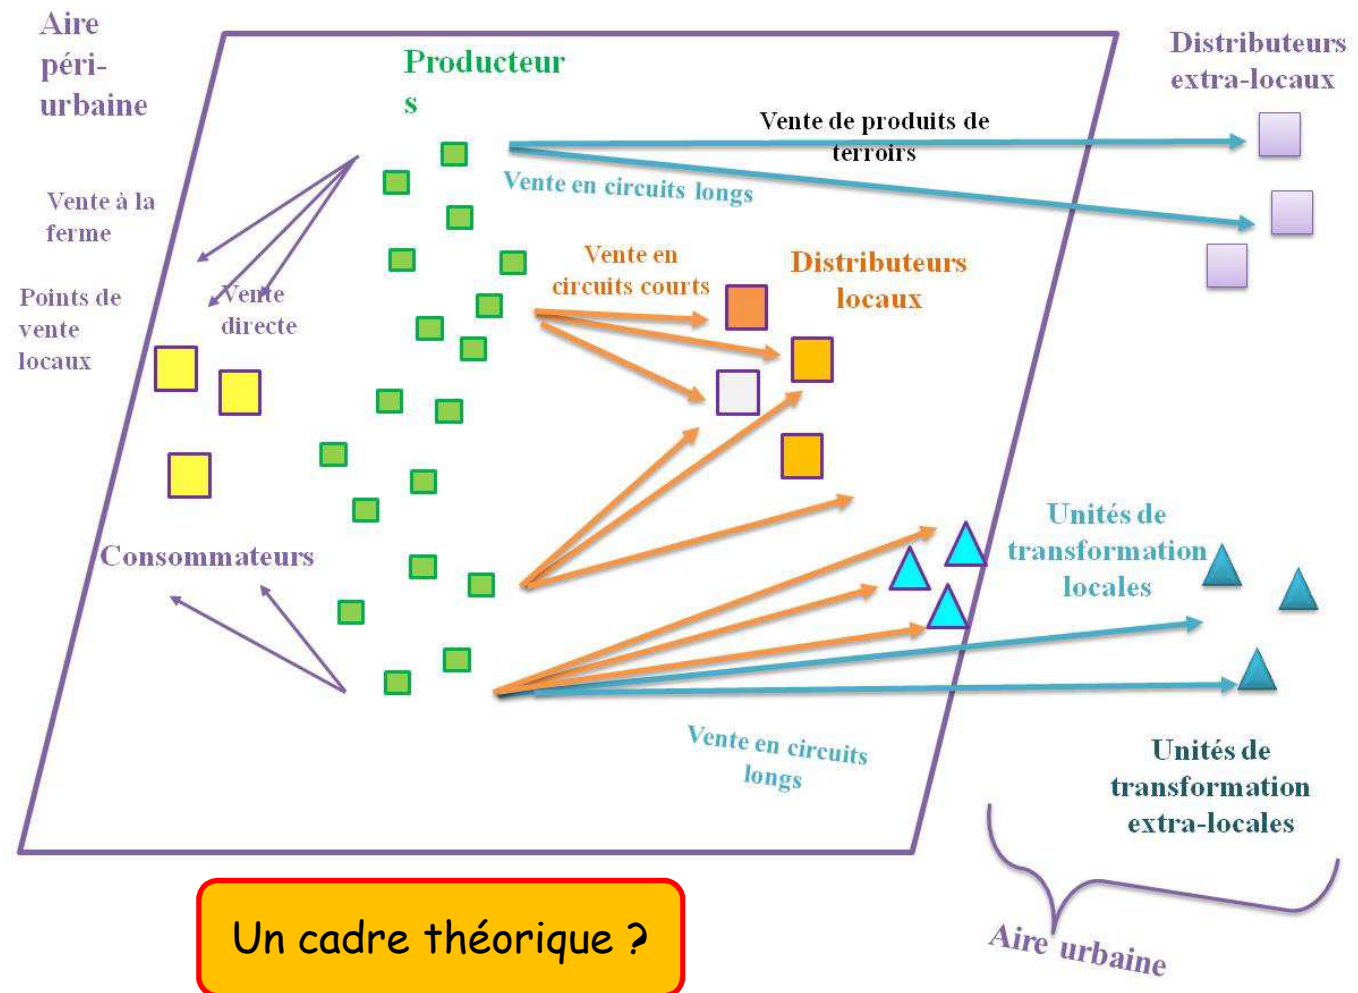 Aire
péri-
urbaine
Producteur
s
Distributeurs
extra-locaux
Vente de produits de
terroirs
Vente en circuits longs
Vente à la
ferme
Vente en
circuits courts
Distributeurs
locaux
Points de
vente
locaux
Vente
directe
Consommateurs
Unités de
transformation
locales
Vente en circuits
longs
Unités de
transformation
extra-locales
Aire urbaine
Un cadre théorique ?